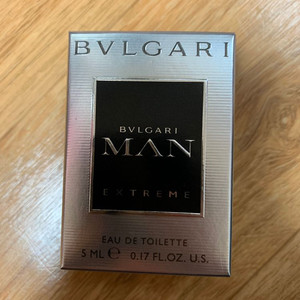 BVLGARI
BVLGARI
MAN
EXTREME
EAU DE TOILETTE
5 ML ℮ 0.17 FL.OZ. U.S.